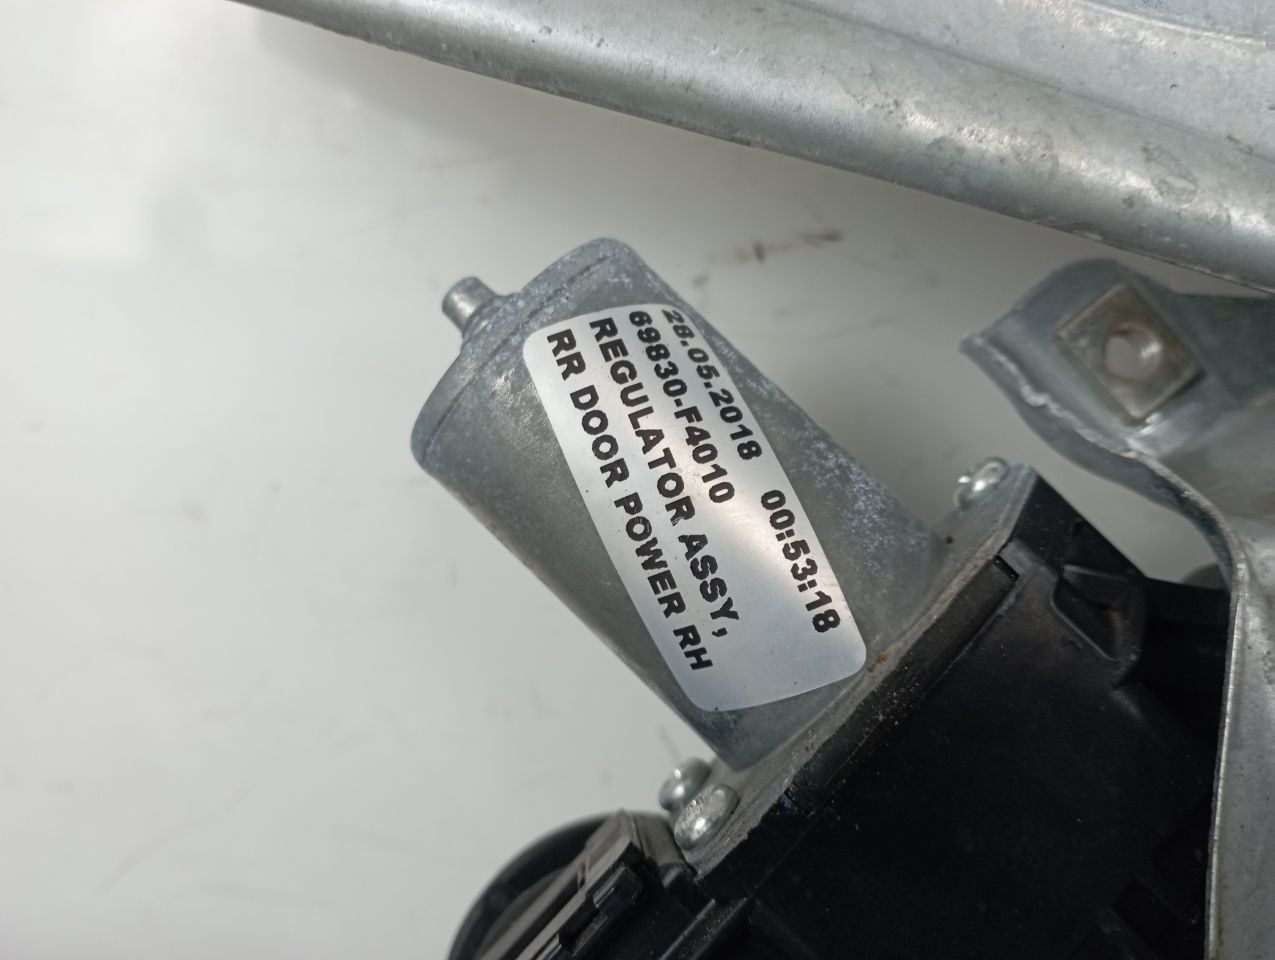 28.05.2018 00:53:18
69830-F4010
REGULATOR ASSY,
RR DOOR POWER RH